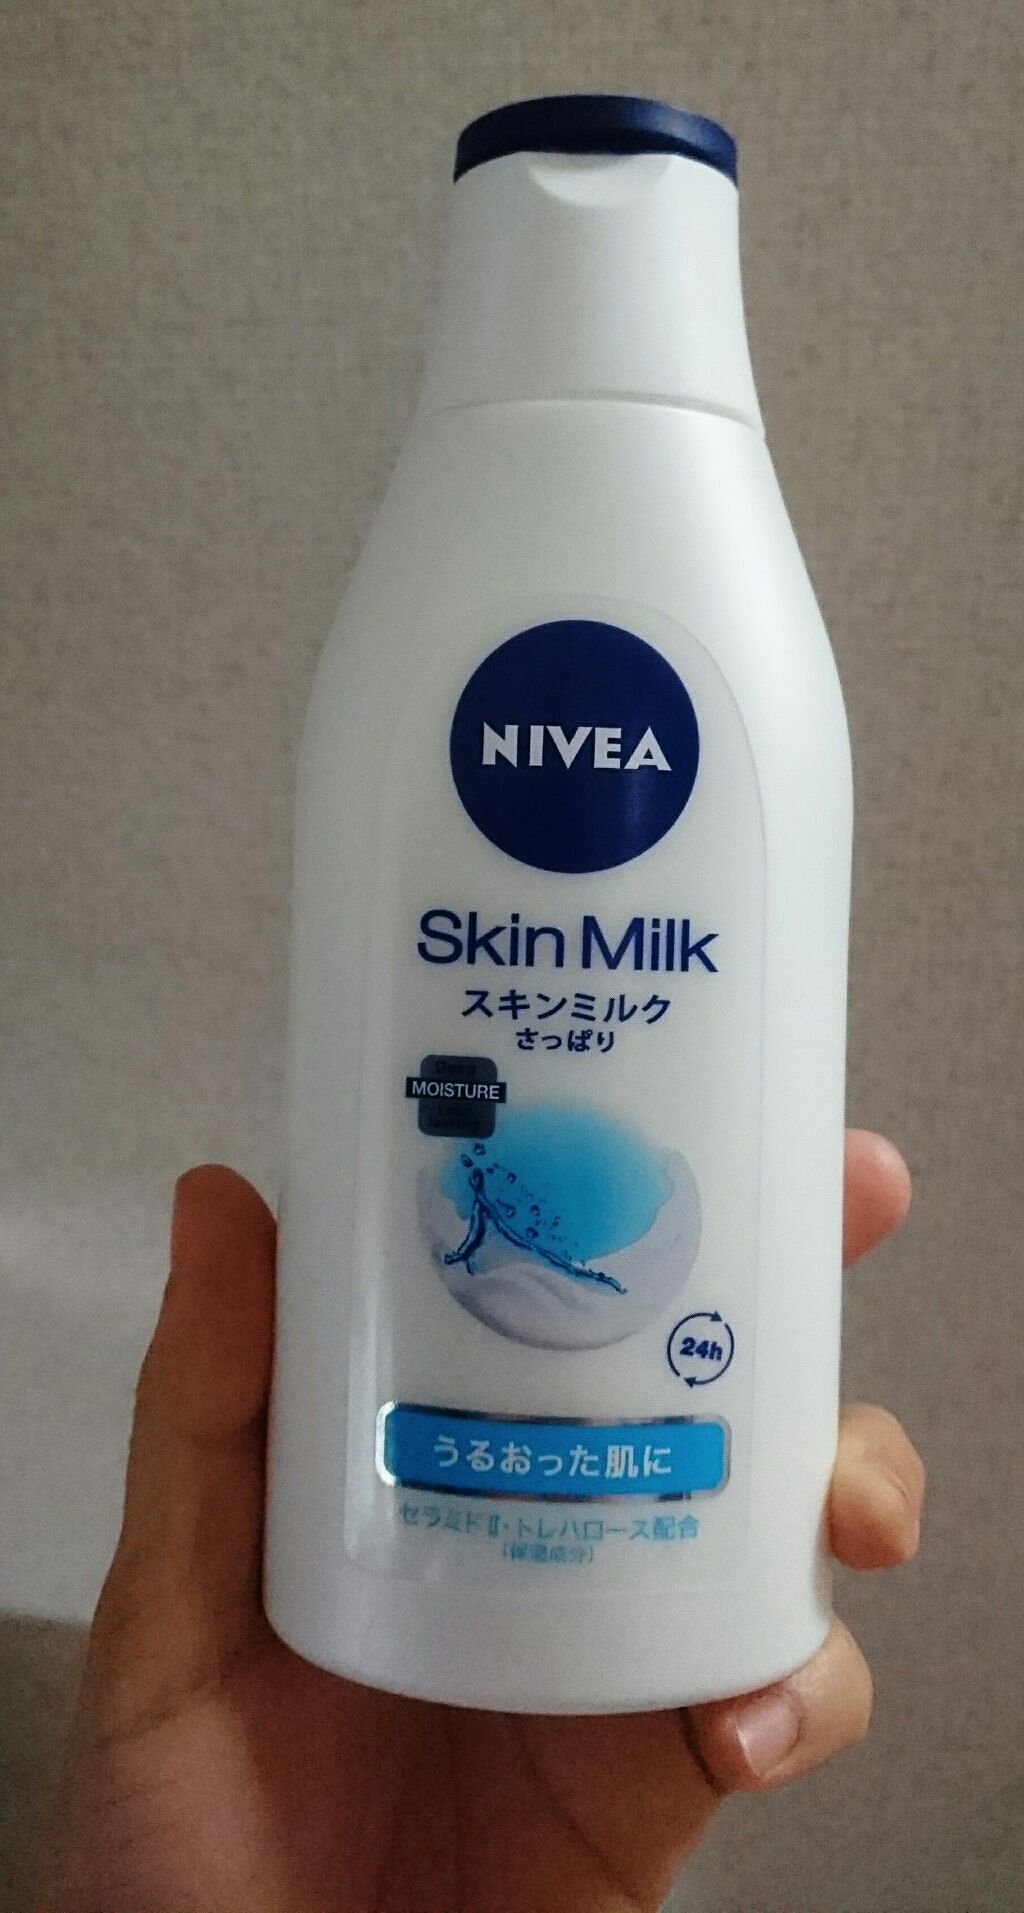 NIVEA
Skin Milk
スキンミルク
さっぱり
Deep
MOISTURE
24h
うるおった肌に
セラミドⅡ・トレハロース配合
(保湿成分)